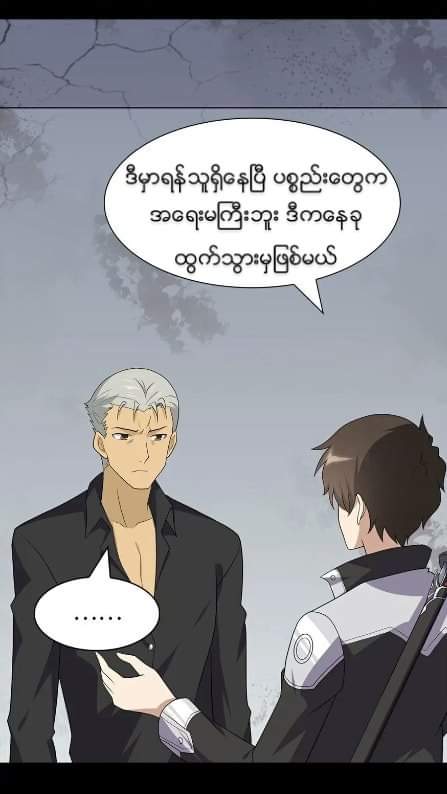 ဒီမှာရန်သူရှိနေပြီ ပစ္စည်းတွေက
အရေးမကြီးဘူး ဒီကနေခု
ထွက်သွားမှဖြစ်မယ်
......